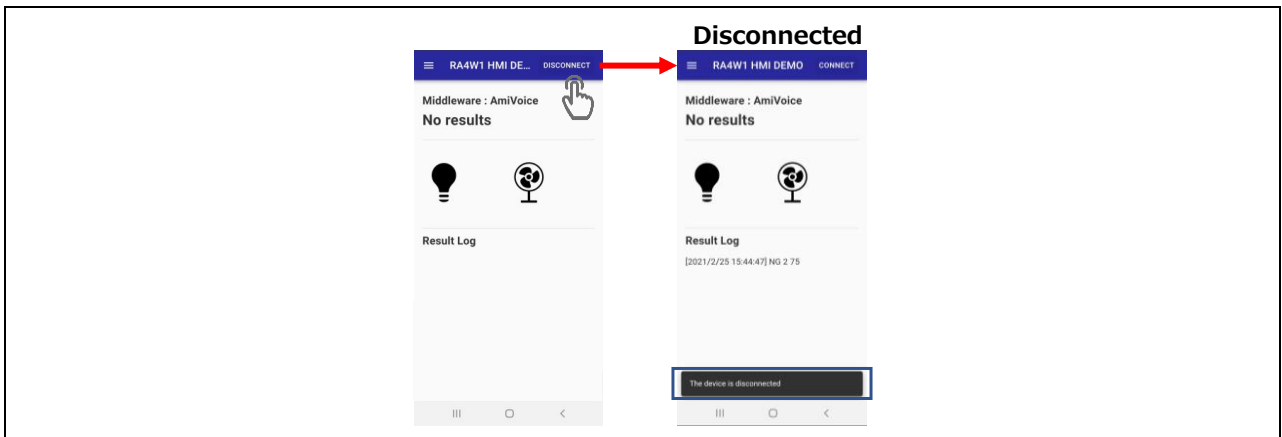 Disconnected
RA4W1 HMI DE... DISCONNECT
Middleware : AmiVoice
No results
Result Log
RA4W1 HMI DEMO CONNECT
Middleware : AmiVoice
No results
Result Log
[2021/2/25 15:44:47] NG 2 75
The device is disconnected